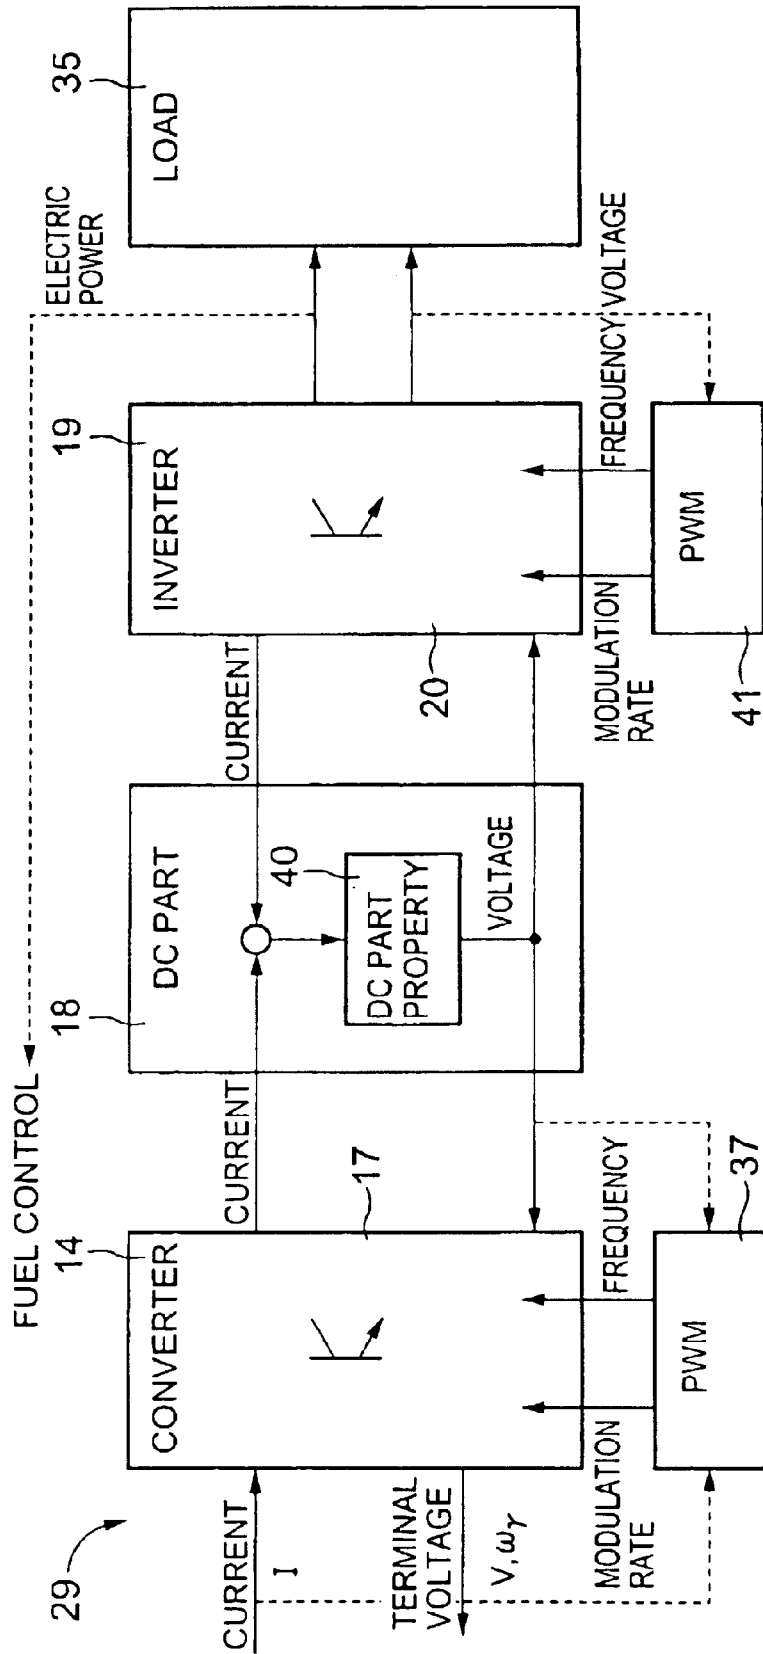 29
CURRENT
I
TERMINAL
VOLTAGE
V, ωγ
FUEL CONTROL
14
CONVERTER
17
MODULATION
RATE
FREQUENCY
PWM
37
CURRENT
18
DC PART
40
DC PART
PROPERTY
VOLTAGE
CURRENT
19
INVERTER
20
MODULATION
RATE
FREQUENCY VOLTAGE
PWM
41
ELECTRIC
POWER
35
LOAD